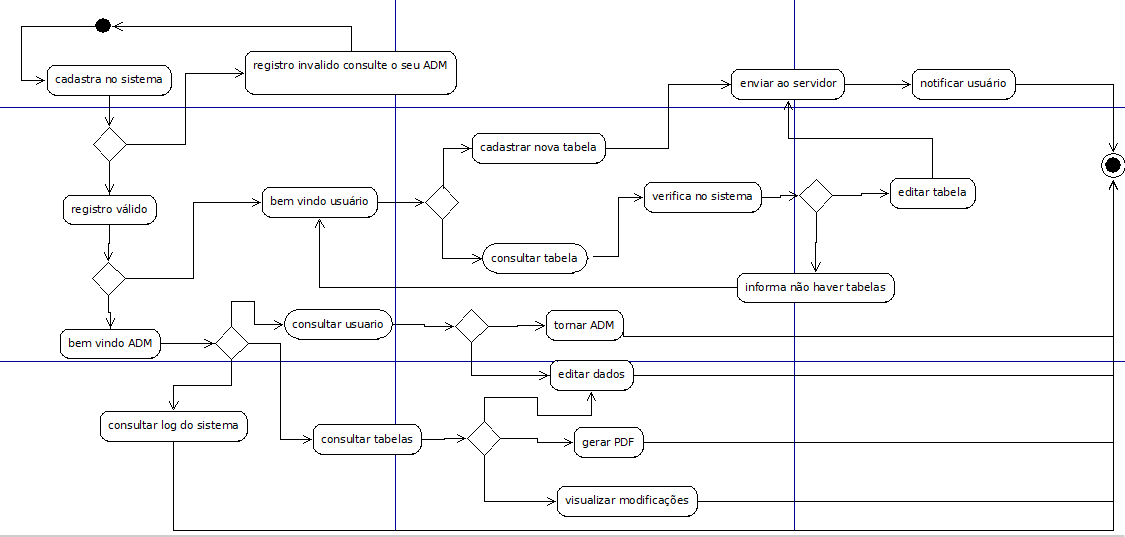 cadastra no sistema
registro invalido consulte o seu ADM
enviar ao servidor
notificar usuário
cadastrar nova tabela
registro válido
bem vindo usuário
verifica no sistema
editar tabela
consultar tabela
informa não haver tabelas
bem vindo ADM
consultar usuario
tornar ADM
editar dados
consultar log do sistema
consultar tabelas
gerar PDF
visualizar modificações